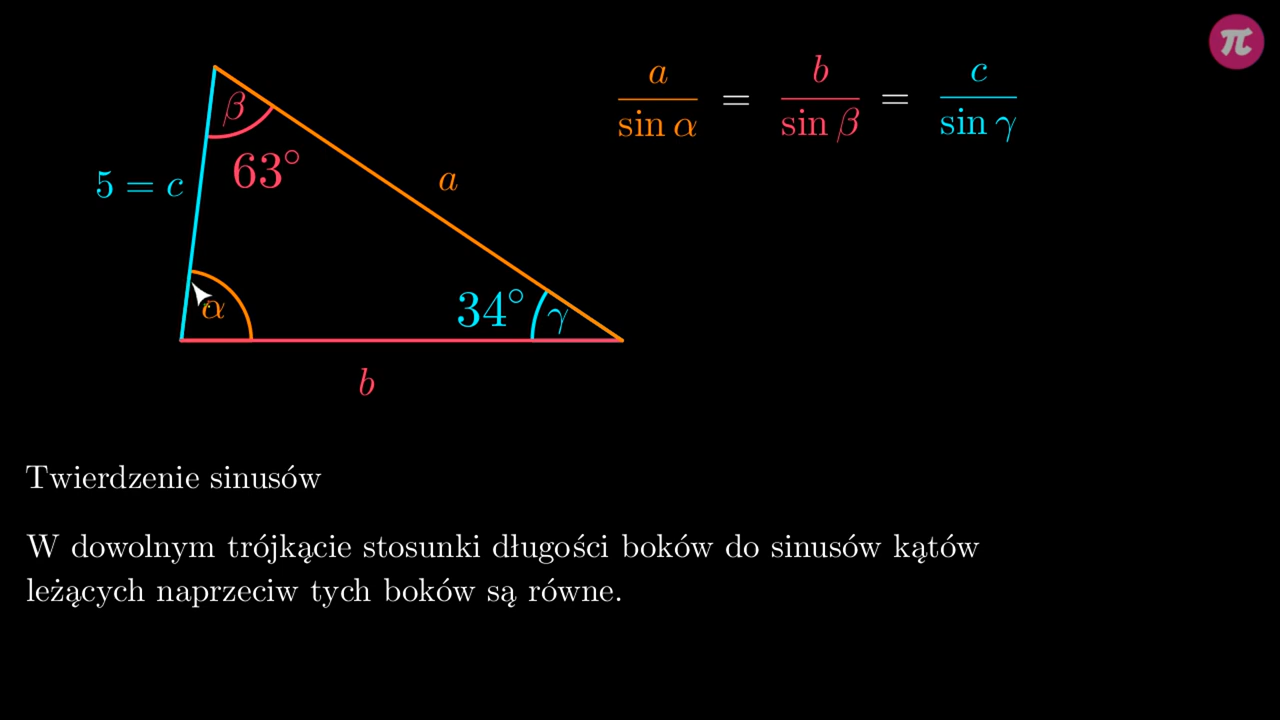 β
63°
5 = c
a
α
34°
γ
b
a/sin α = b/sin β = c/sin γ
Twierdzenie sinusów
W dowolnym trójkącie stosunki długości boków do sinusów kątów
leżących naprzeciw tych boków są równe.
π